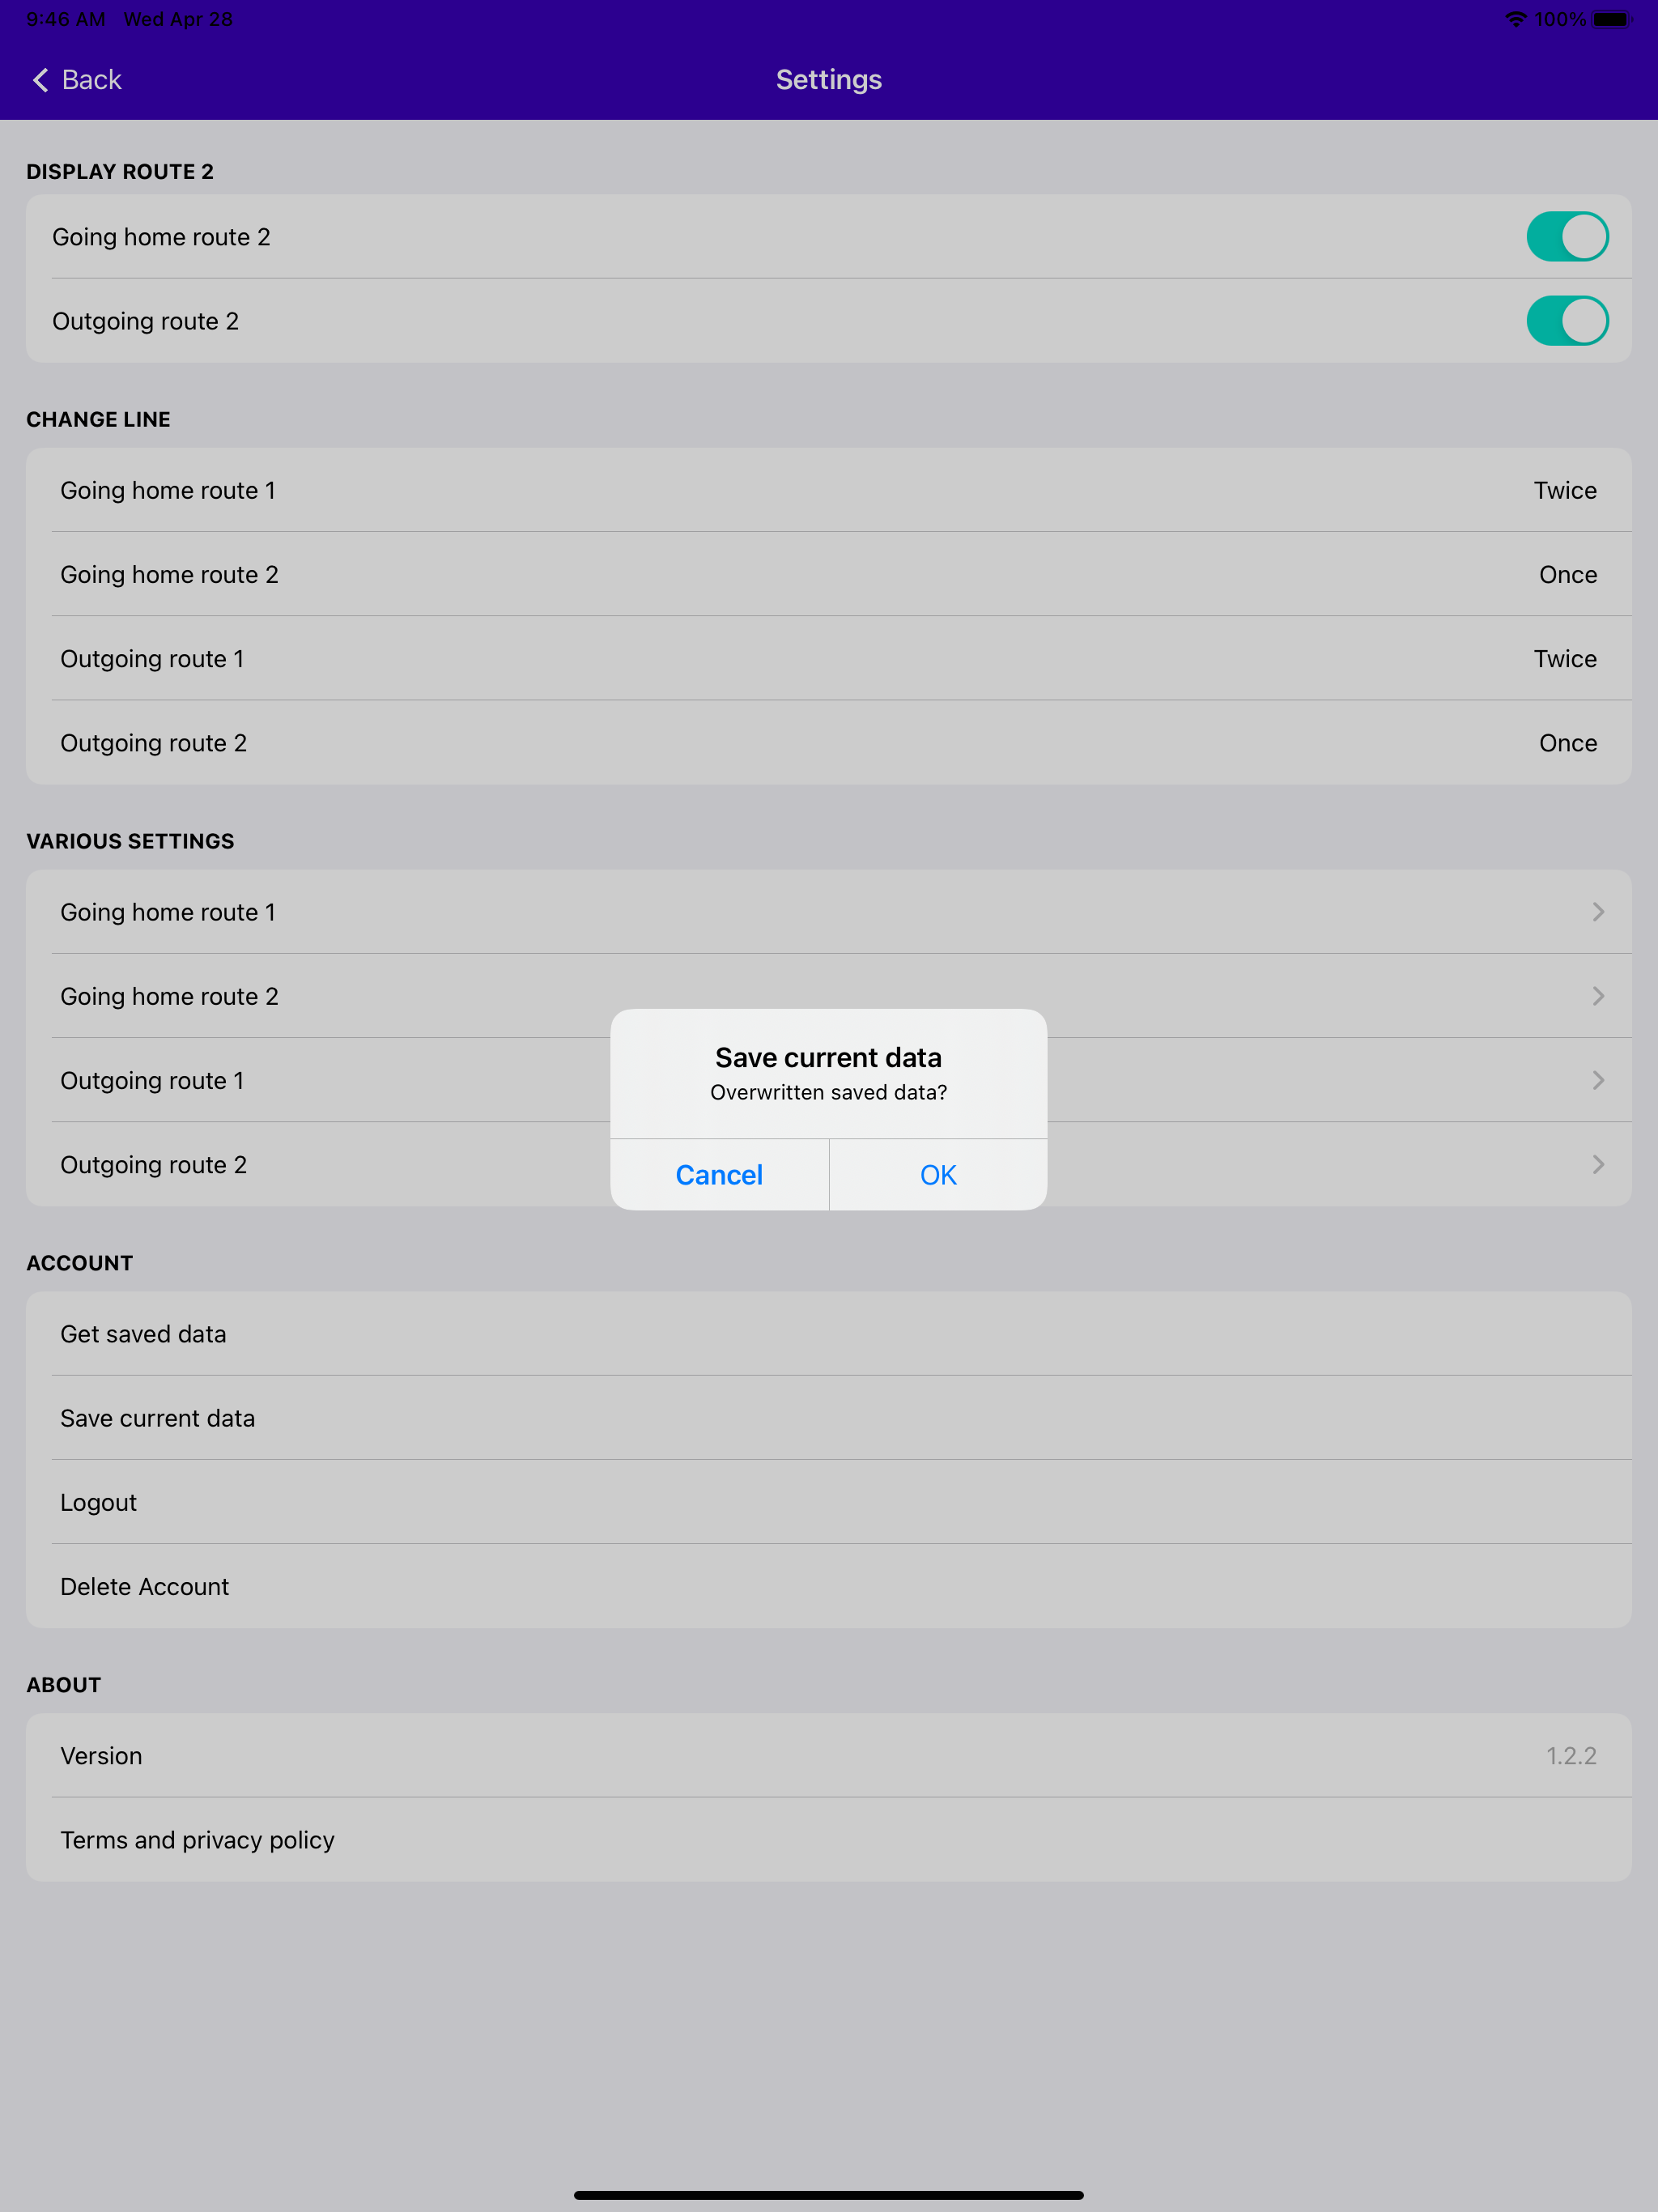 9:46 AM Wed Apr 28 100%
Back Settings
DISPLAY ROUTE 2
Going home route 2
Outgoing route 2
CHANGE LINE
Going home route 1 Twice
Going home route 2 Once
Outgoing route 1 Twice
Outgoing route 2 Once
VARIOUS SETTINGS
Going home route 1
Going home route 2
Outgoing route 1
Outgoing route 2
Save current data
Overwritten saved data?
Cancel OK
ACCOUNT
Get saved data
Save current data
Logout
Delete Account
ABOUT
Version 1.2.2
Terms and privacy policy